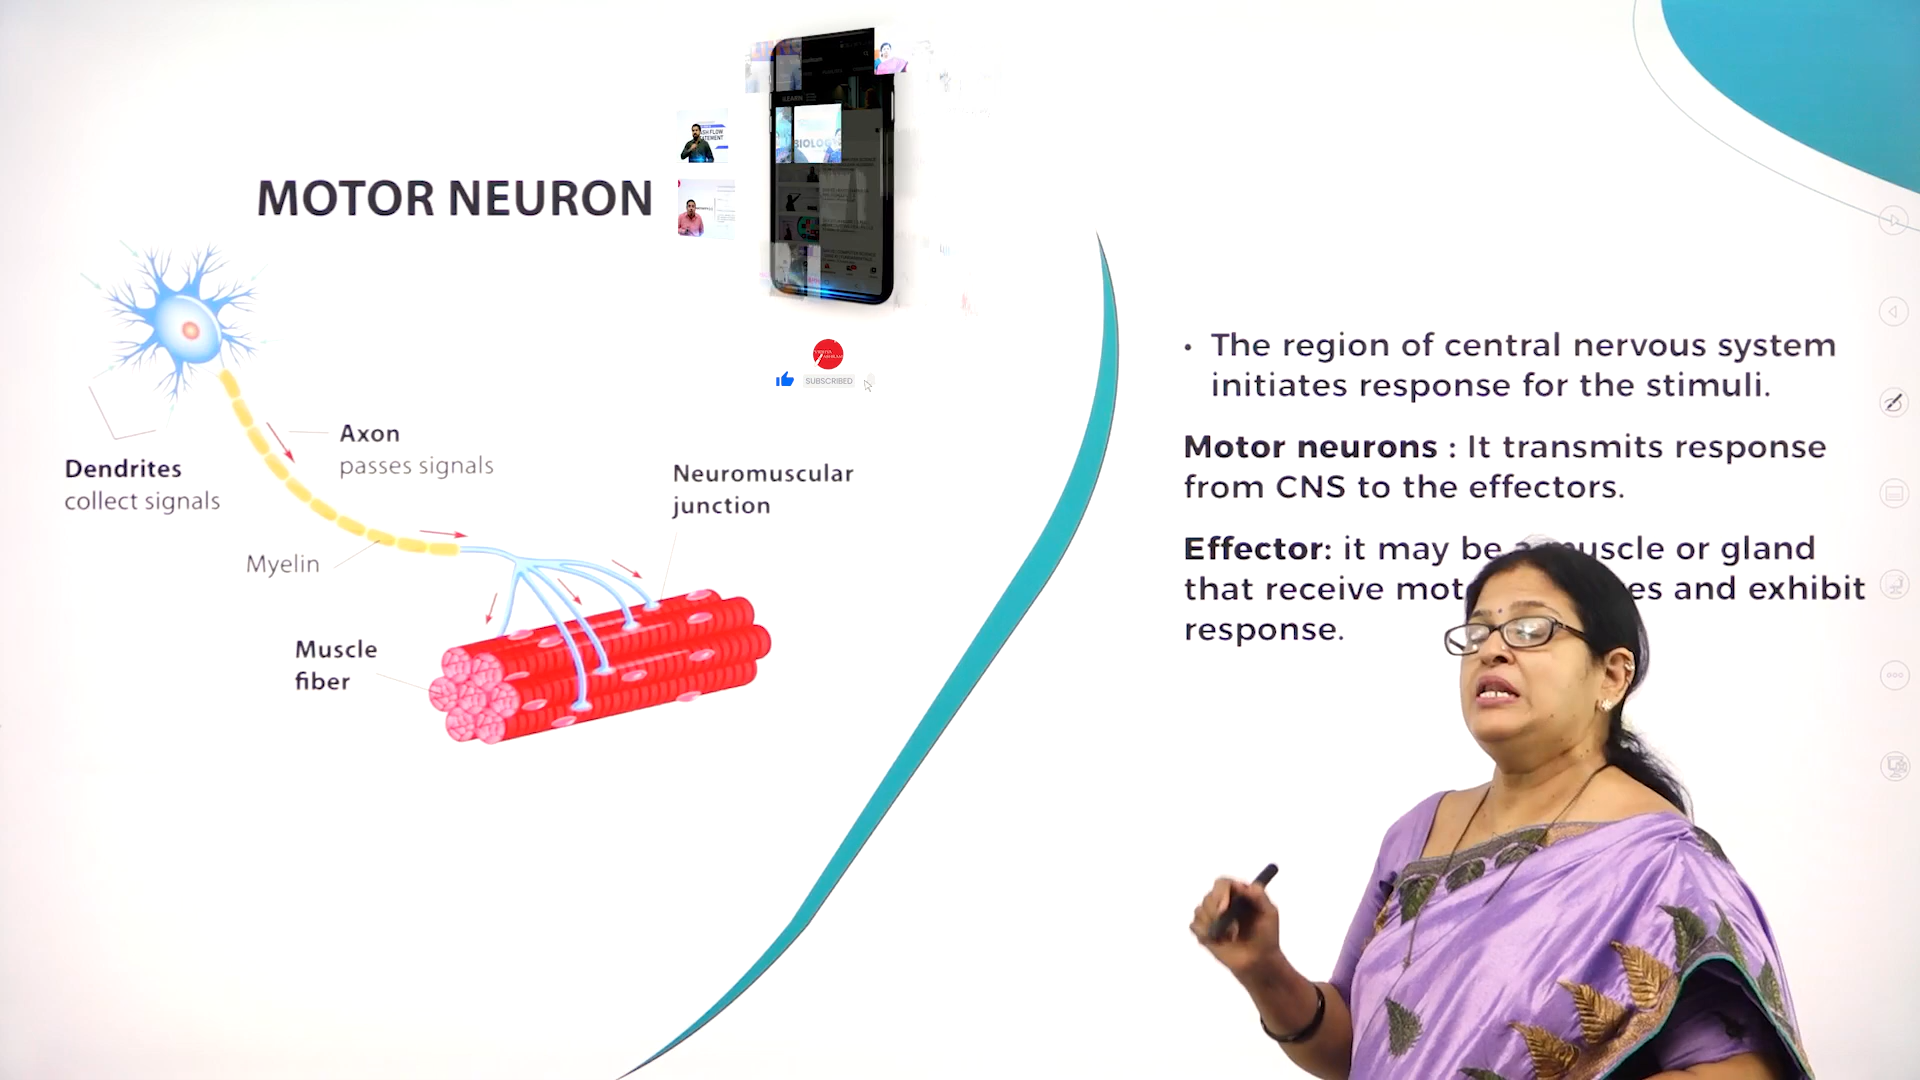 MOTOR NEURON
Axon
passes signals
Dendrites
collect signals
Neuromuscular
junction
Myelin
Muscle
fiber
BIOLOGY
SUBSCRIBED
• The region of central nervous system
initiates response for the stimuli.
Motor neurons : It transmits response
from CNS to the effectors.
Effector: it may be a muscle or gland
that receive es and exhibit
response.